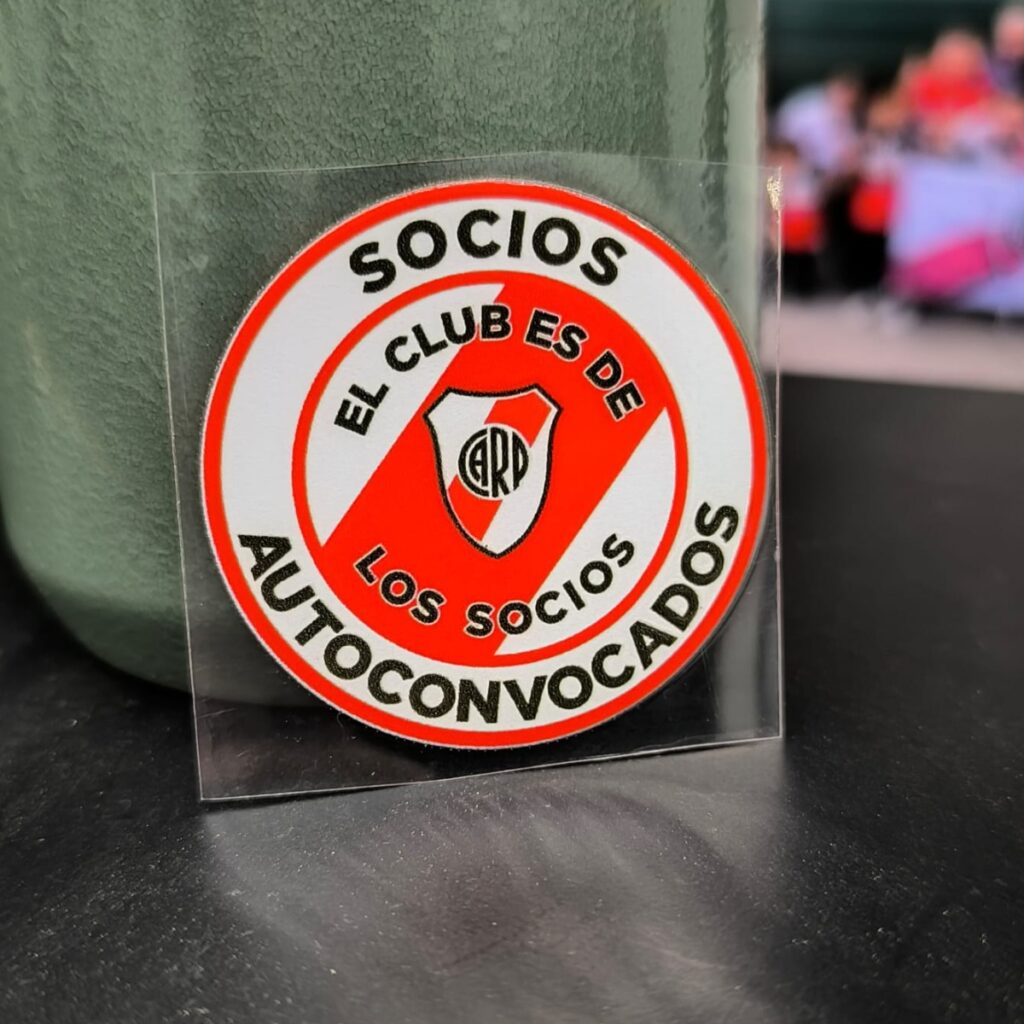 SOCIOS
EL CLUB ES DE
CARP
LOS SOCIOS
AUTOCONVOCADOS